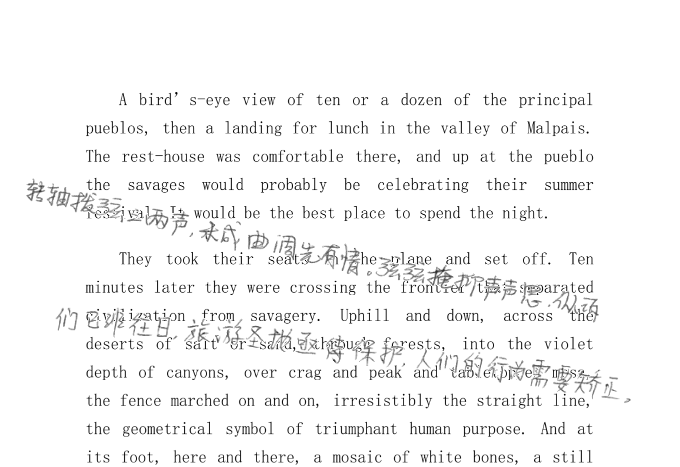 A bird's-eye view of ten or a dozen of the principal
pueblos, then a landing for lunch in the valley of Malpais.
The rest-house was comfortable there, and up at the pueblo
the savages would probably be celebrating their summer
festival. It would be the best place to spend the night.
转轴拨弦三两声,未成曲调先有情。弦弦掩抑声声思,似诉
They took their seats in the plane and set off. Ten
minutes later they were crossing the frontier that separated
civilization from savagery. Uphill and down, across the
deserts of salt or sand, through forests, into the violet
们 往日,旅游圣地亟待保护,人们的行为需要矫正。
depth of canyons, over crag and peak and table-topped mesa,
the fence marched on and on, irresistibly the straight line,
the geometrical symbol of triumphant human purpose. And at
its foot, here and there, a mosaic of white bones, a still